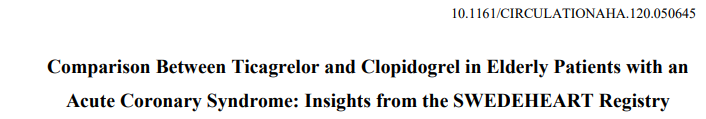 10.1161/CIRCULATIONAHA.120.050645
Comparison Between Ticagrelor and Clopidogrel in Elderly Patients with an
Acute Coronary Syndrome: Insights from the SWEDEHEART Registry